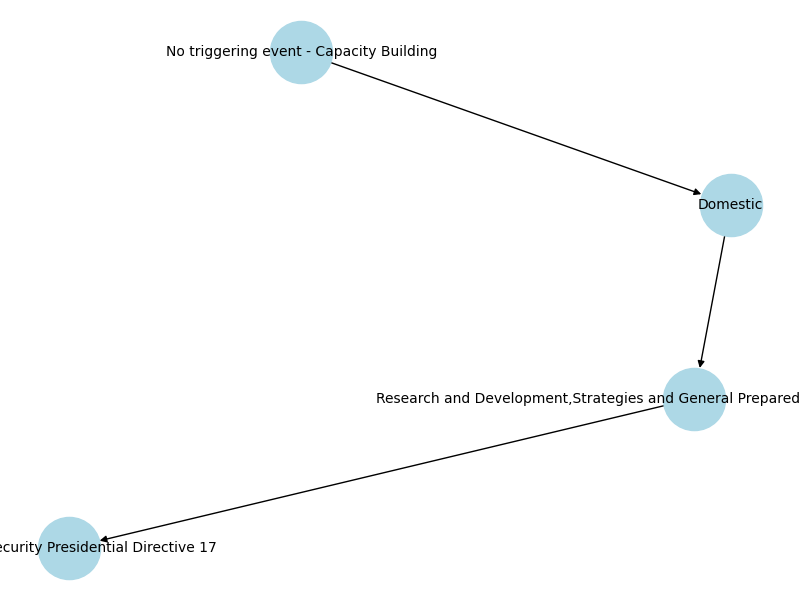 No triggering event - Capacity Building
Domestic
Research and Development,Strategies and General Prepared
ecurity Presidential Directive 17